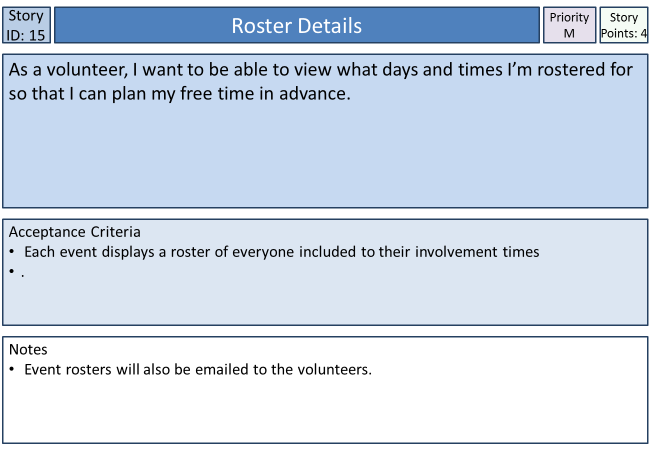 Story
ID: 15
Roster Details
Priority
M
Story
Points: 4
As a volunteer, I want to be able to view what days and times I’m rostered for
so that I can plan my free time in advance.
Acceptance Criteria
• Each event displays a roster of everyone included to their involvement times
• .
Notes
• Event rosters will also be emailed to the volunteers.